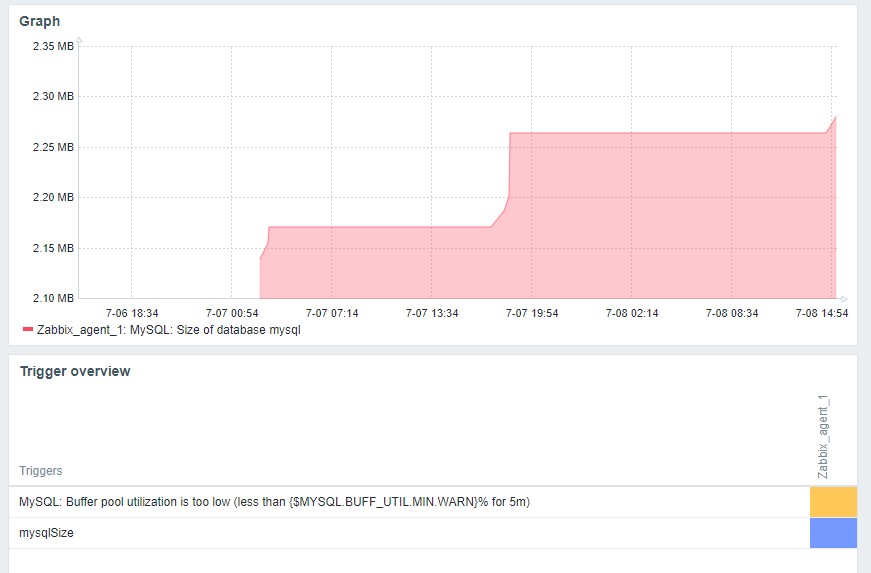 Graph
2.35 MB
2.30 MB
2.25 MB
2.20 MB
2.15 MB
2.10 MB
7-06 18:34 7-07 00:54 7-07 07:14 7-07 13:34 7-07 19:54 7-08 02:14 7-08 08:34 7-08 14:54
Zabbix_agent_1: MySQL: Size of database mysql
Trigger overview
Zabbix_agent_1
Triggers
MySQL: Buffer pool utilization is too low (less than {$MYSQL.BUFF_UTIL.MIN.WARN}% for 5m)
mysqlSize